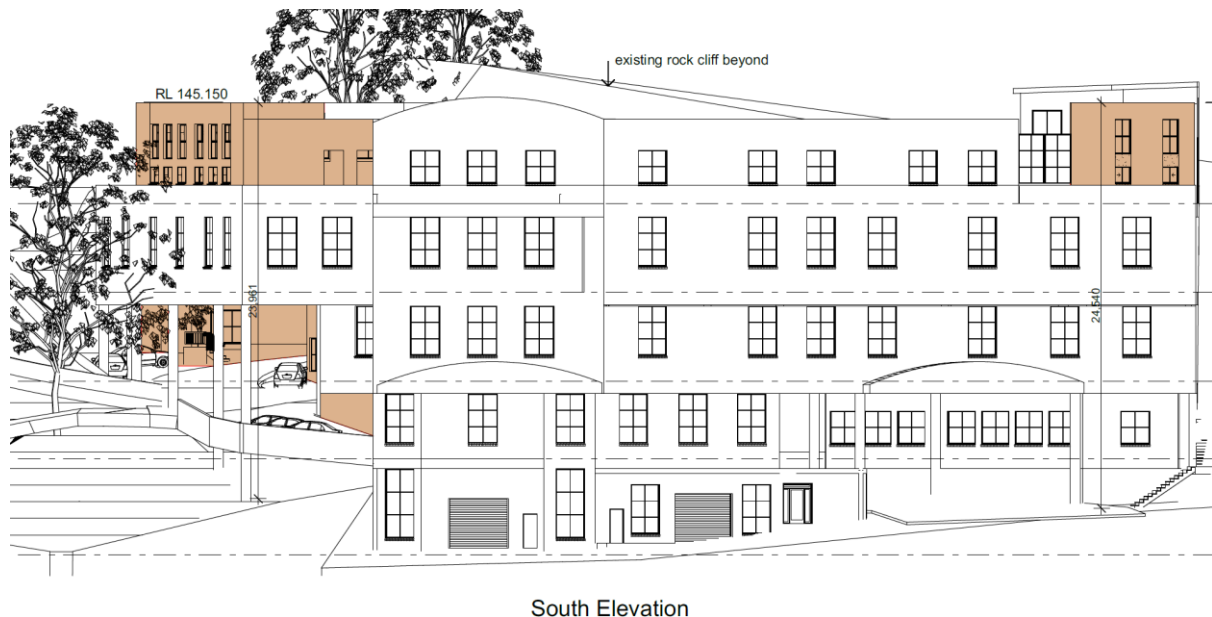 existing rock cliff beyond
RL 145.150
23,961
24,540
South Elevation